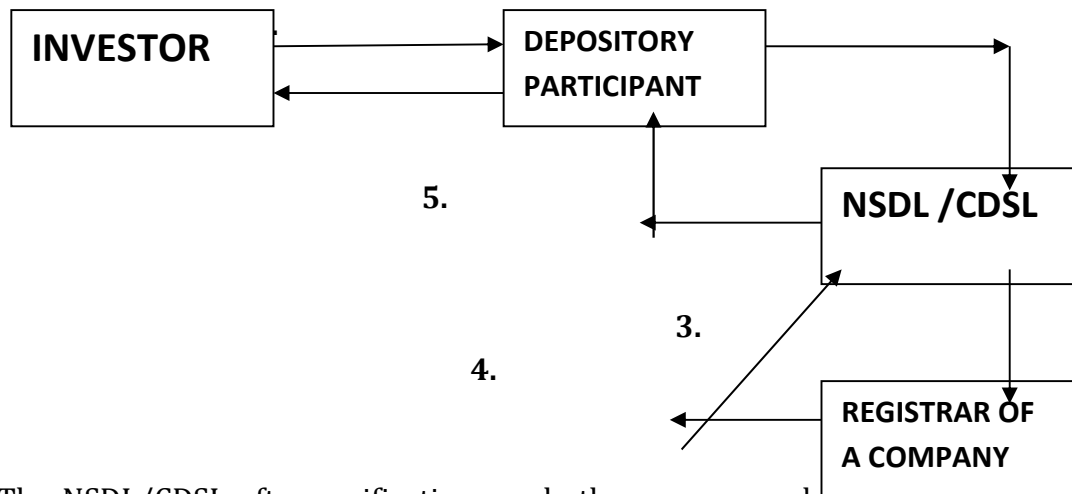 INVESTOR
DEPOSITORY
PARTICIPANT
5.
NSDL /CDSL
3.
4.
REGISTRAR OF
A COMPANY